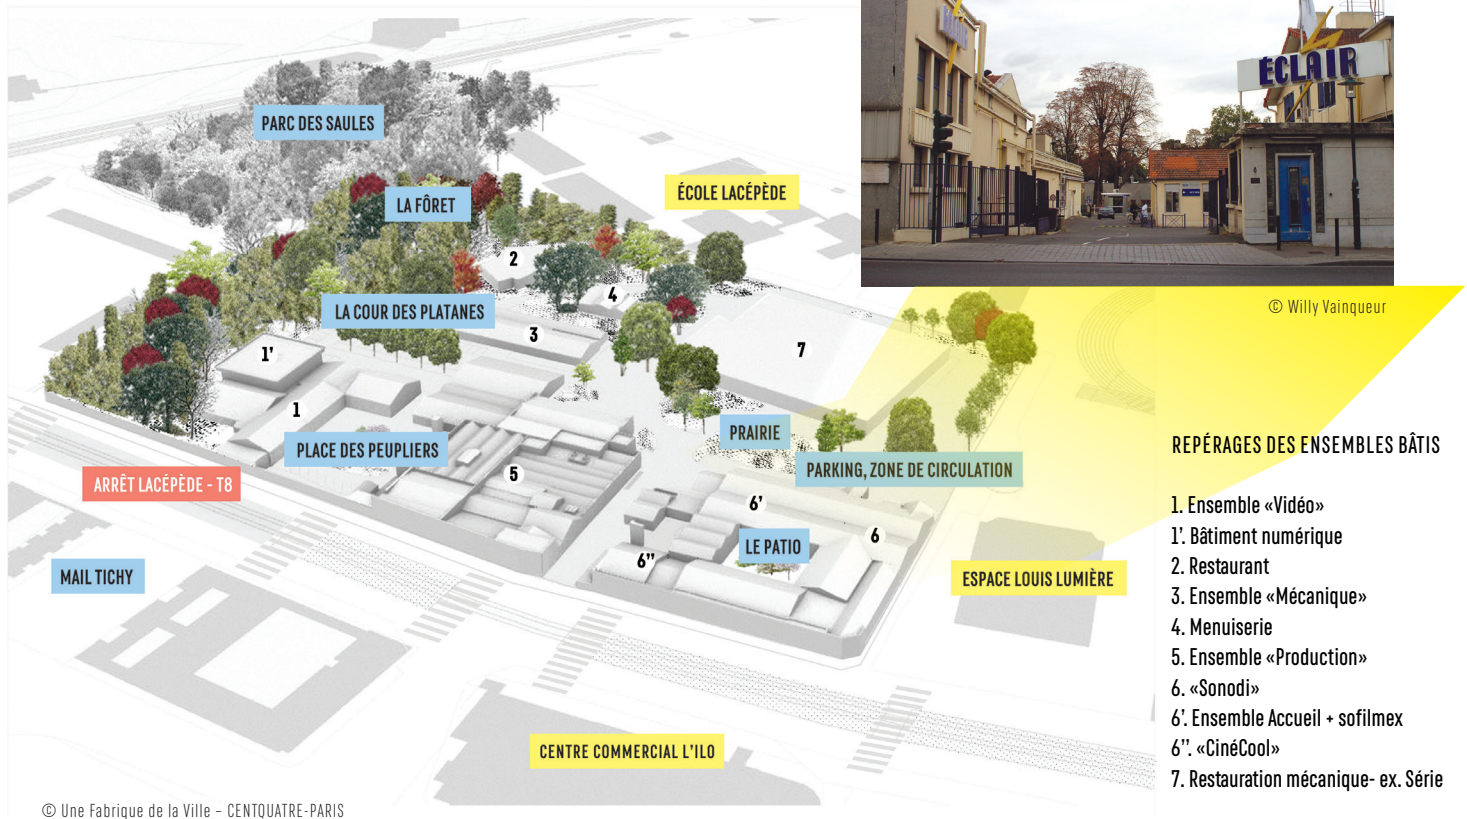 PARC DES SAULES
LA FÔRET
ÉCOLE LACÉPÈDE
ÉCLAIR
© Willy Vainqueur
2
4
LA COUR DES PLATANES
3
1'
7
1
PLACE DES PEUPLIERS
PRAIRIE
PARKING, ZONE DE CIRCULATION
ARRÊT LACÉPÈDE - T8
5
6'
6
LE PATIO
6"
MAIL TICHY
ESPACE LOUIS LUMIÈRE
CENTRE COMMERCIAL L'ILO
© Une Fabrique de la Ville – CENTQUATRE-PARIS
REPÉRAGES DES ENSEMBLES BÂTIS
1. Ensemble «Vidéo»
1'. Bâtiment numérique
2. Restaurant
3. Ensemble «Mécanique»
4. Menuiserie
5. Ensemble «Production»
6. «Sonodi»
6'. Ensemble Accueil + sofilmex
6''. «CinéCool»
7. Restauration mécanique- ex. Série